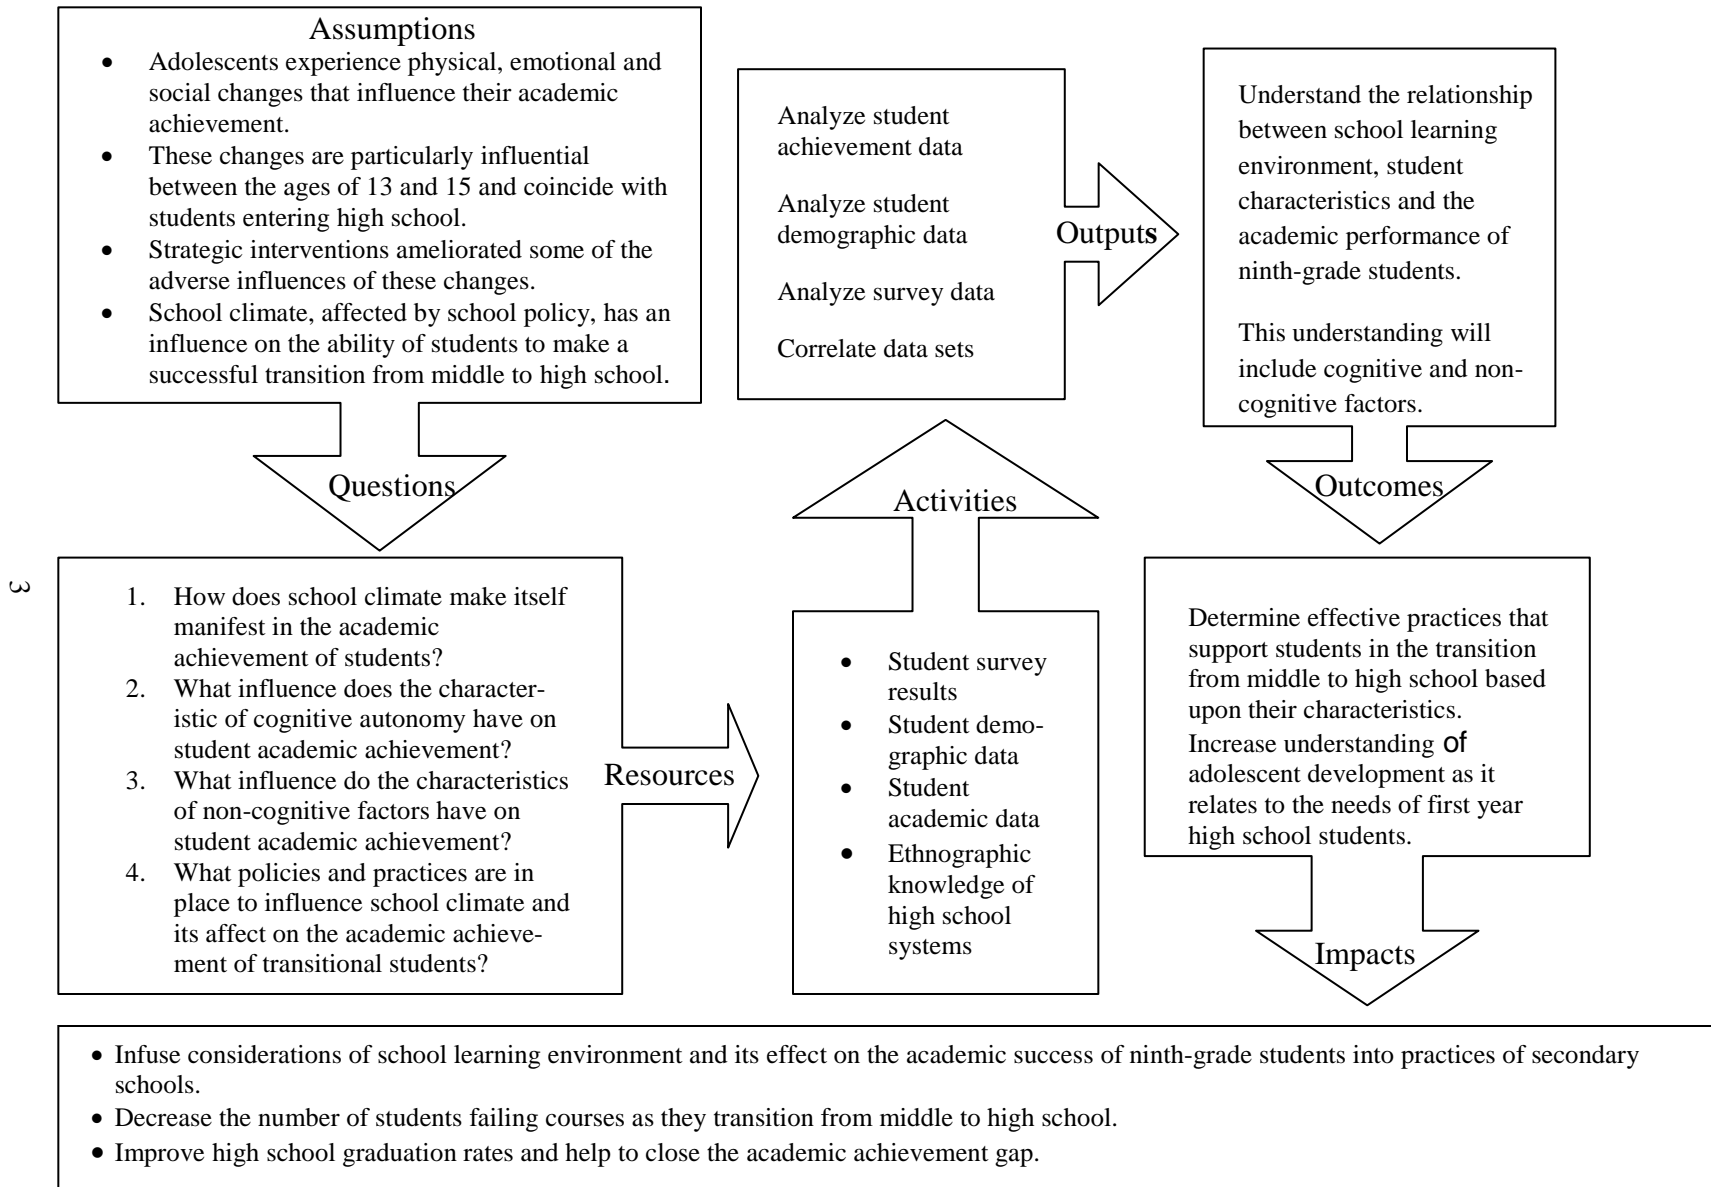 Assumptions
• Adolescents experience physical, emotional and
social changes that influence their academic
achievement.
• These changes are particularly influential
between the ages of 13 and 15 and coincide with
students entering high school.
• Strategic interventions ameliorated some of the
adverse influences of these changes.
• School climate, affected by school policy, has an
influence on the ability of students to make a
successful transition from middle to high school.
Questions
1. How does school climate make itself
manifest in the academic
achievement of students?
2. What influence does the character-
istic of cognitive autonomy have on
student academic achievement?
3. What influence do the characteristics
of non-cognitive factors have on
student academic achievement?
4. What policies and practices are in
place to influence school climate and
its affect on the academic achieve-
ment of transitional students?
Resources
• Student survey
results
• Student demo-
graphic data
• Student
academic data
• Ethnographic
knowledge of
high school
systems
Activities
Analyze student
achievement data
Analyze student
demographic data
Analyze survey data
Correlate data sets
Outputs
Understand the relationship
between school learning
environment, student
characteristics and the
academic performance of
ninth-grade students.
This understanding will
include cognitive and non-
cognitive factors.
Outcomes
Determine effective practices that
support students in the transition
from middle to high school based
upon their characteristics.
Increase understanding of
adolescent development as it
relates to the needs of first year
high school students.
Impacts
• Infuse considerations of school learning environment and its effect on the academic success of ninth-grade students into practices of secondary
schools.
• Decrease the number of students failing courses as they transition from middle to high school.
• Improve high school graduation rates and help to close the academic achievement gap.
3